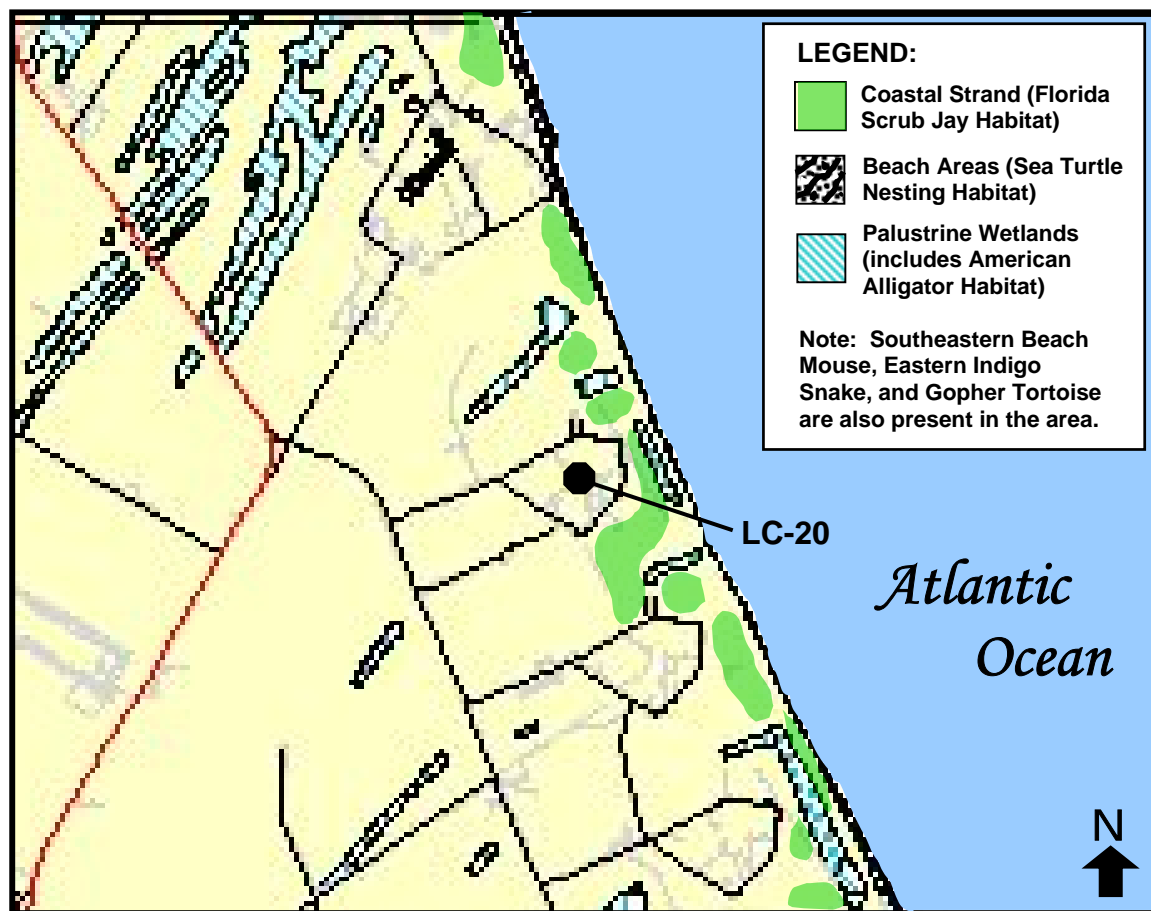 LEGEND:
Coastal Strand (Florida
Scrub Jay Habitat)
Beach Areas (Sea Turtle
Nesting Habitat)
Palustrine Wetlands
(includes American
Alligator Habitat)
Note:  Southeastern Beach
Mouse, Eastern Indigo
Snake, and Gopher Tortoise
are also present in the area.
LC-20
Atlantic
Ocean
N